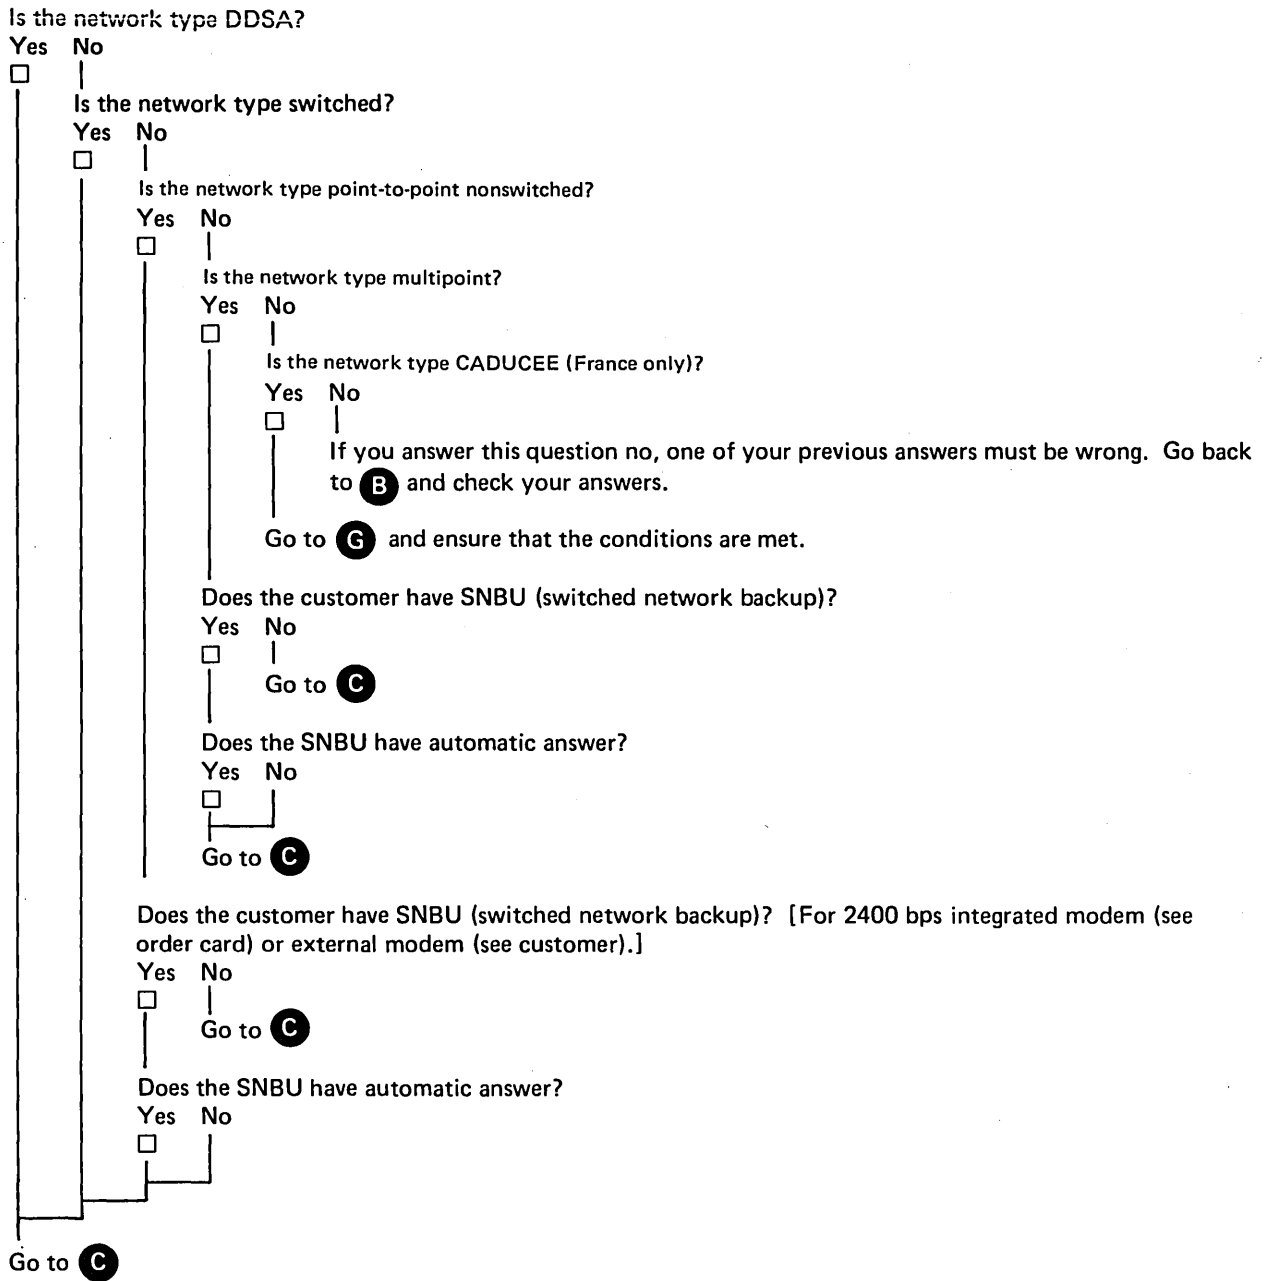 Is the network type DDSA?
Yes No
Is the network type switched?
Yes No
Is the network type point-to-point nonswitched?
Yes No
Is the network type multipoint?
Yes No
Is the network type CADUCEE (France only)?
Yes No
If you answer this question no, one of your previous answers must be wrong. Go back
to B and check your answers.
Go to G and ensure that the conditions are met.
Does the customer have SNBU (switched network backup)?
Yes No
Go to C
Does the SNBU have automatic answer?
Yes No
Go to C
Does the customer have SNBU (switched network backup)? [For 2400 bps integrated modem (see
order card) or external modem (see customer).]
Yes No
Go to C
Does the SNBU have automatic answer?
Yes No
Go to C